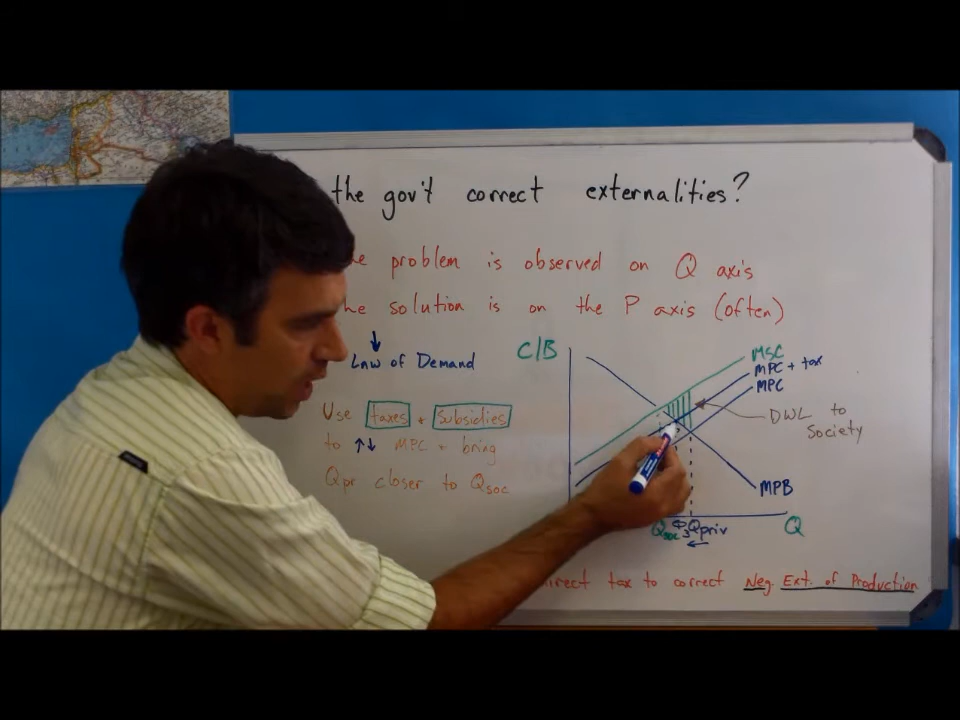 the gov't correct externalities?
problem is observed on Q axis
solution is on the P axis (often)
Law of Demand
Use taxes + subsidies
to ↑↓ MPC + bring
Qpr closer to Qsoc
C/B
MSC
MPC + tax
MPC
DWL to
Society
MPB
Qsoc
Qpriv
Q
tax to correct Neg. Ext. of Production